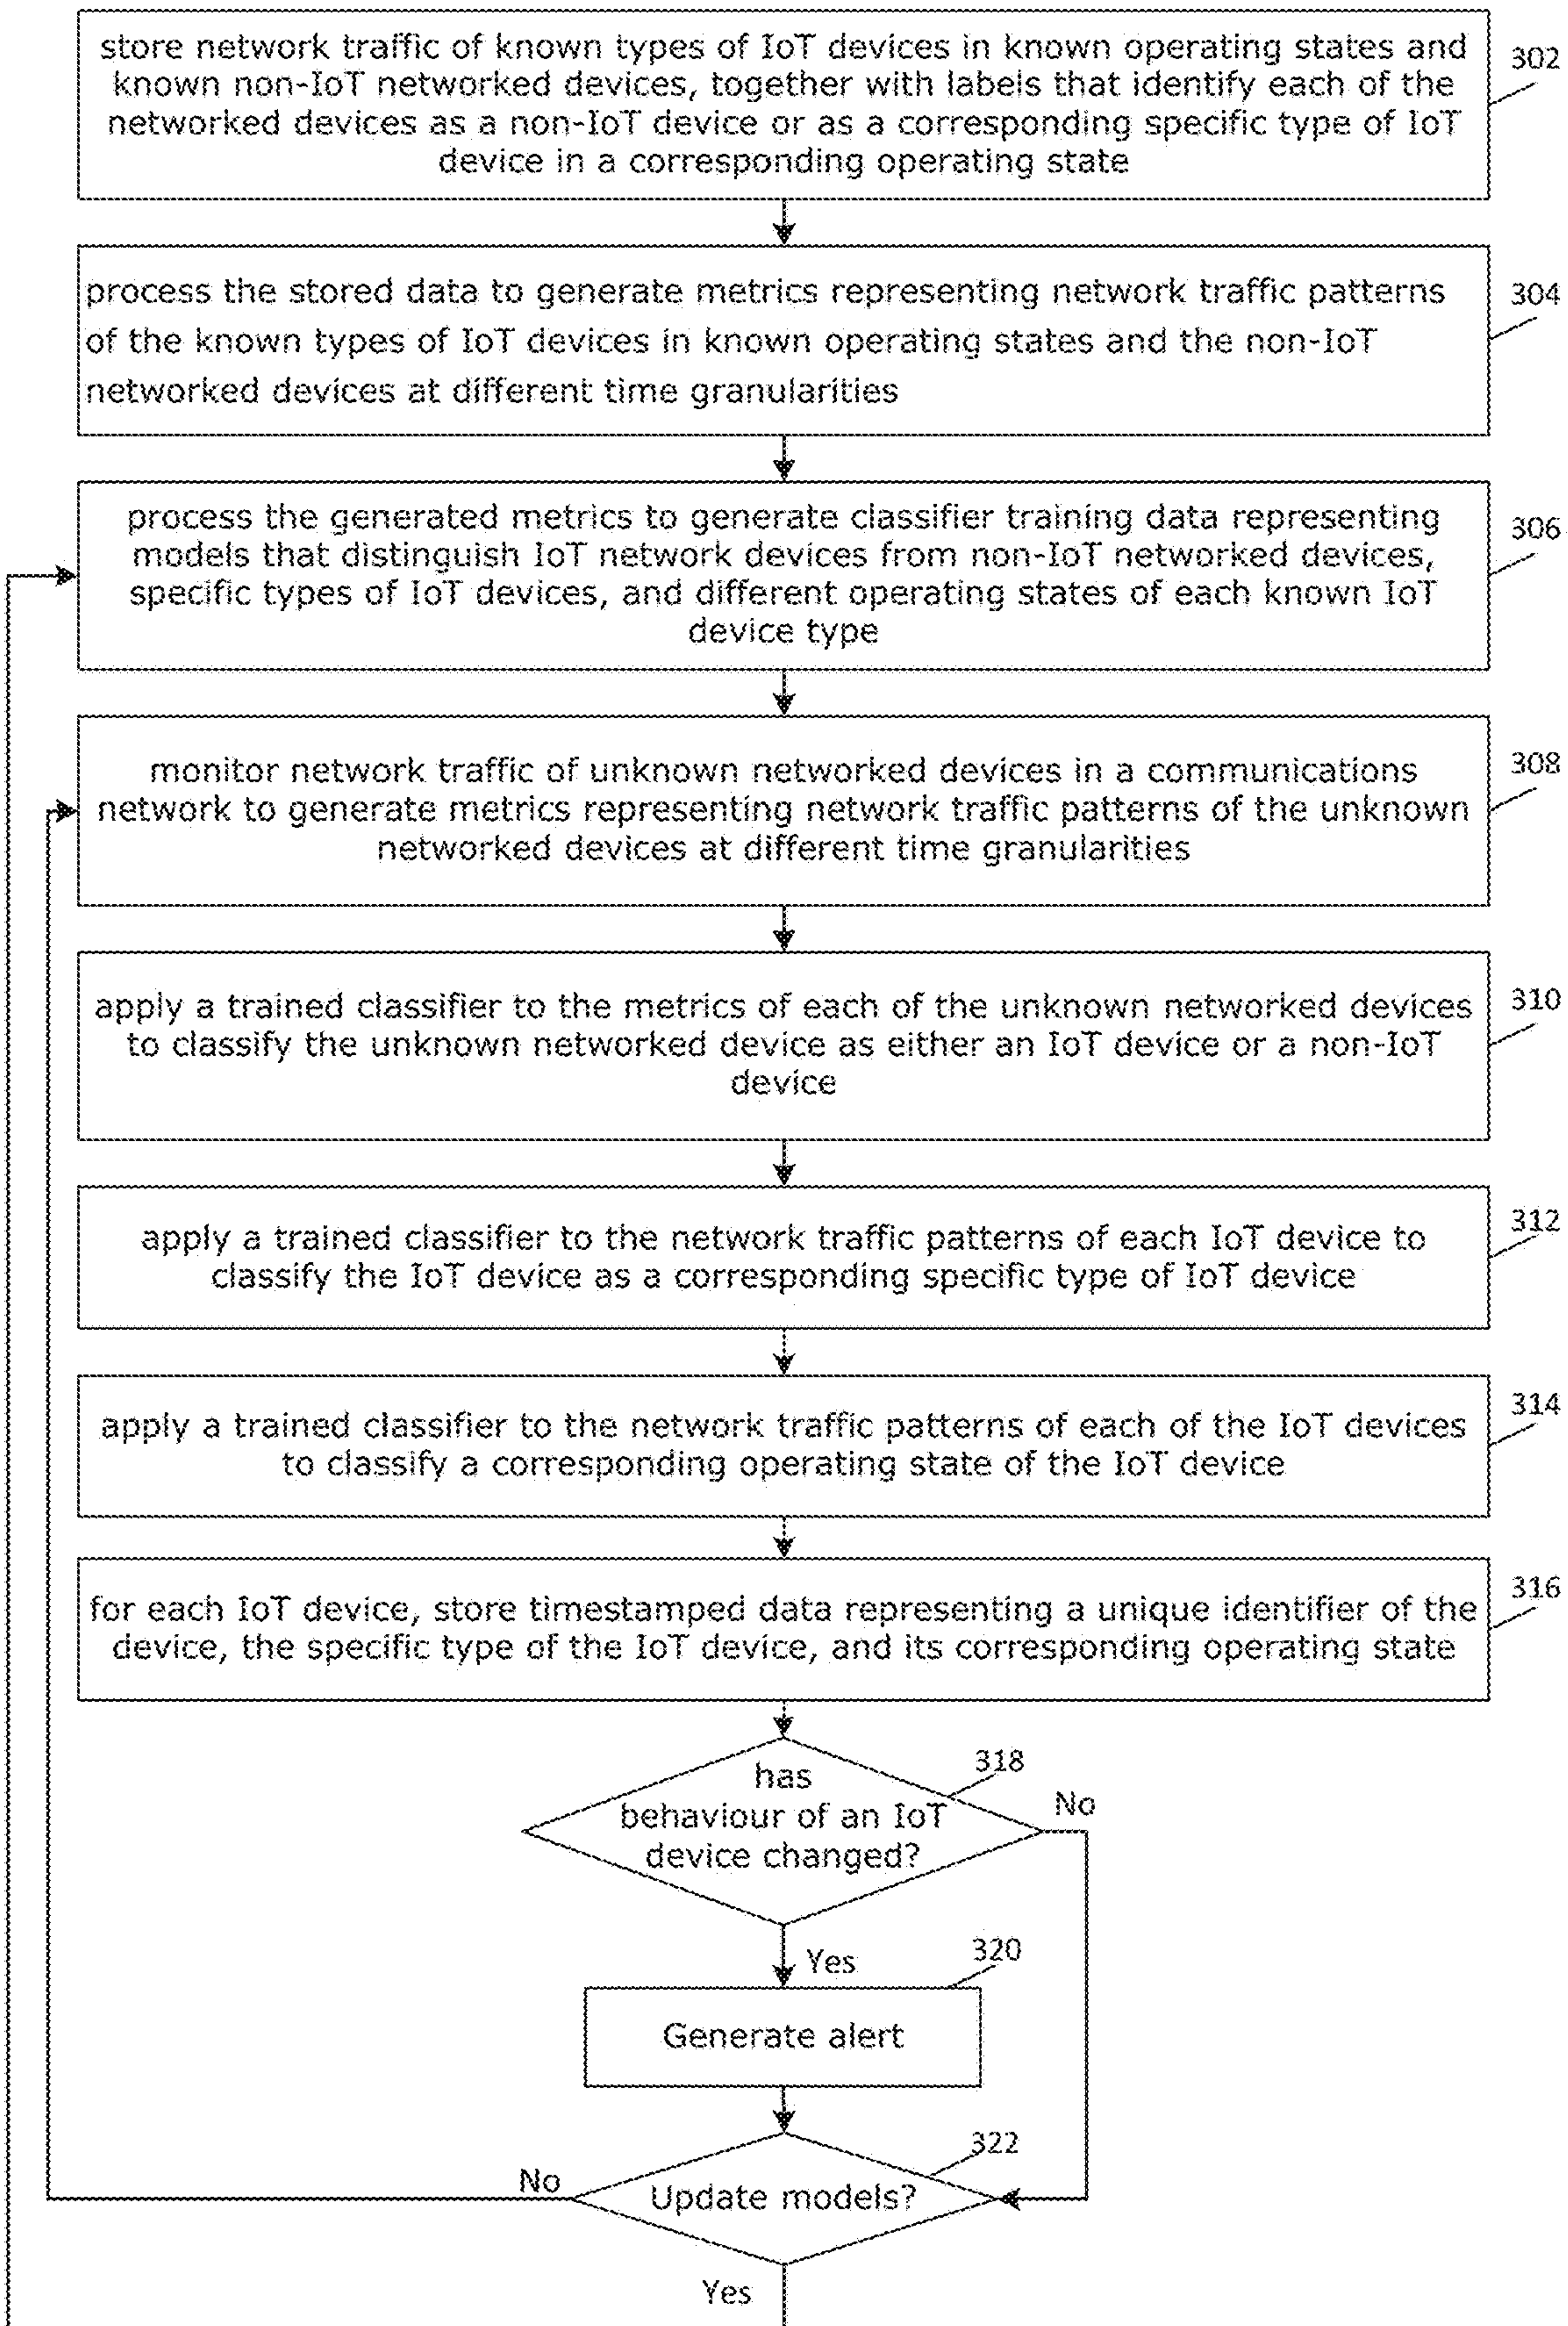 store network traffic of known types of IoT devices in known operating states and
known non-IoT networked devices, together with labels that identify each of the
networked devices as a non-IoT device or as a corresponding specific type of IoT
device in a corresponding operating state
302
process the stored data to generate metrics representing network traffic patterns
of the known types of IoT devices in known operating states and the non-IoT
networked devices at different time granularities
304
process the generated metrics to generate classifier training data representing
models that distinguish IoT network devices from non-IoT networked devices,
specific types of IoT devices, and different operating states of each known IoT
device type
306
monitor network traffic of unknown networked devices in a communications
network to generate metrics representing network traffic patterns of the unknown
networked devices at different time granularities
308
apply a trained classifier to the metrics of each of the unknown networked devices
to classify the unknown networked device as either an IoT device or a non-IoT
device
310
apply a trained classifier to the network traffic patterns of each IoT device to
classify the IoT device as a corresponding specific type of IoT device
312
apply a trained classifier to the network traffic patterns of each of the IoT devices
to classify a corresponding operating state of the IoT device
314
for each IoT device, store timestamped data representing a unique identifier of the
device, the specific type of the IoT device, and its corresponding operating state
316
has
behaviour of an IoT
device changed?
318
No
Yes
320
Generate alert
322
No
Update models?
Yes